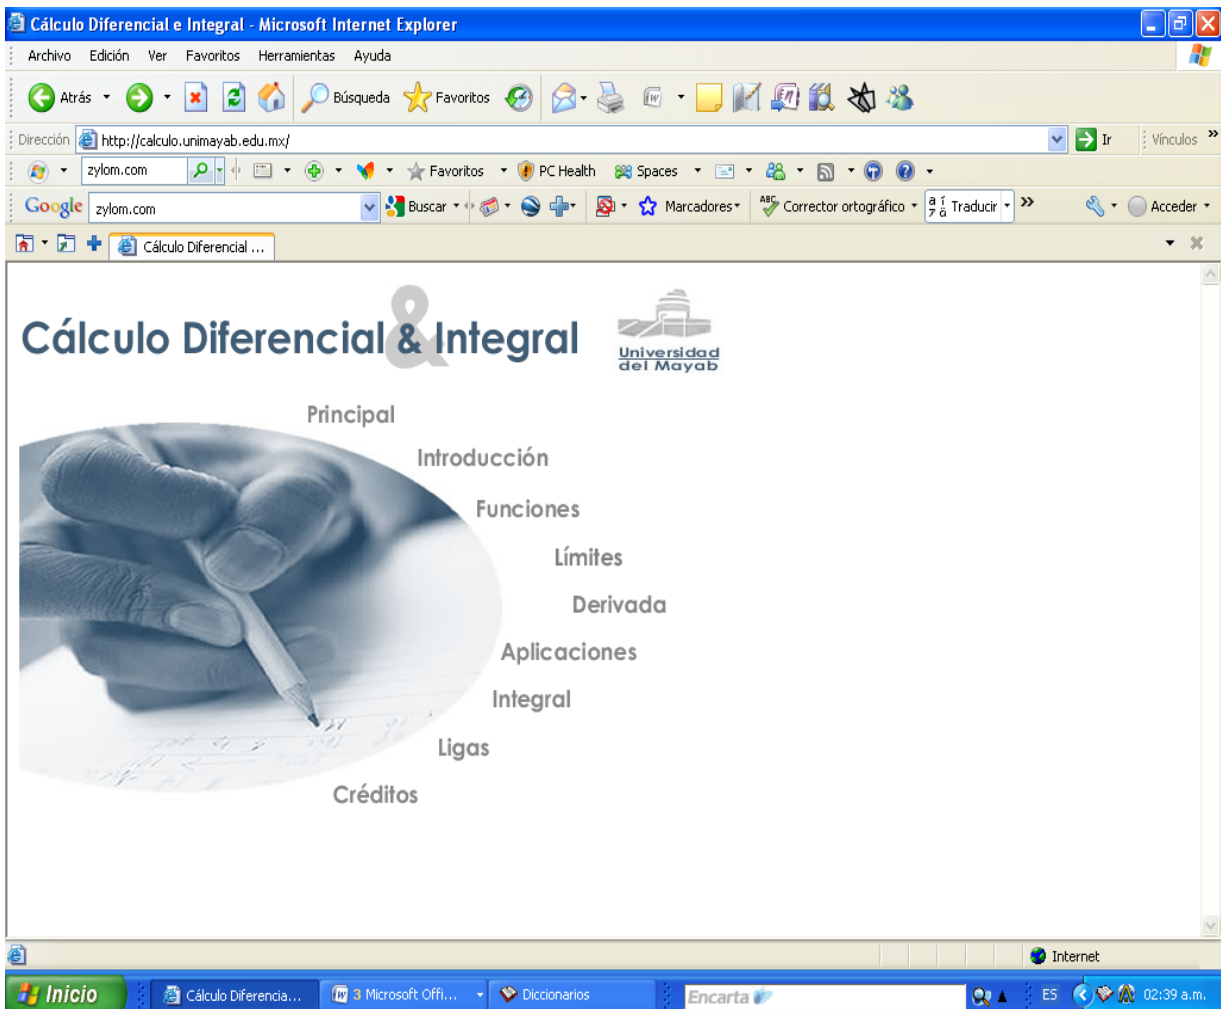 Cálculo Diferencial e Integral - Microsoft Internet Explorer
Archivo Edición Ver Favoritos Herramientas Ayuda
Atrás Búsqueda Favoritos
Dirección http://calculo.unimayab.edu.mx/ Ir Vínculos »
zylom.com Favoritos PC Health Spaces
Google zylom.com Buscar Marcadores ABC Corrector ortográfico Traducir » Acceder
Cálculo Diferencial ...
Cálculo Diferencial & Integral
Universidad
del Mayab
Principal
Introducción
Funciones
Límites
Derivada
Aplicaciones
Integral
Ligas
Créditos
Internet
Inicio Cálculo Diferencia... 3 Microsoft Offi... Diccionarios Encarta ES 02:39 a.m.